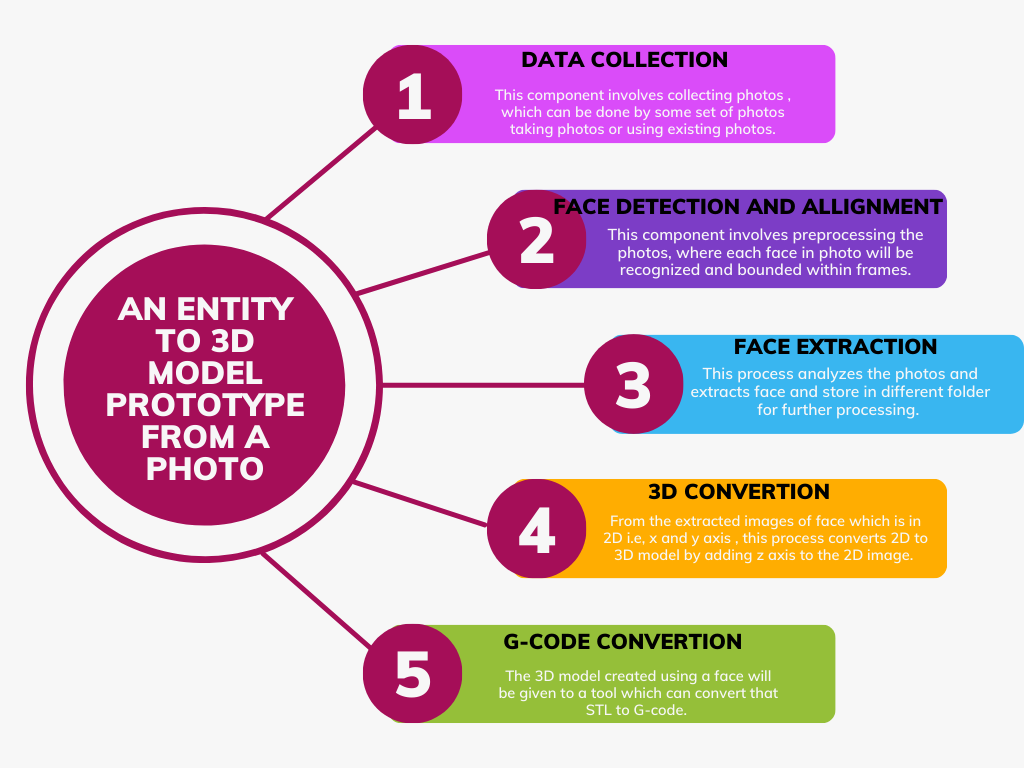 AN ENTITY
TO 3D
MODEL
PROTOTYPE
FROM A
PHOTO
1
DATA COLLECTION
This component involves collecting photos ,
which can be done by some set of photos
taking photos or using existing photos.
2
FACE DETECTION AND ALLIGNMENT
This component involves preprocessing the
photos, where each face in photo will be
recognized and bounded within frames.
3
FACE EXTRACTION
This process analyzes the photos and
extracts face and store in different folder
for further processing.
4
3D CONVERTION
From the extracted images of face which is in
2D i.e, x and y axis , this process converts 2D to
3D model by adding z axis to the 2D image.
5
G-CODE CONVERTION
The 3D model created using a face will
be given to a tool which can convert that
STL to G-code.